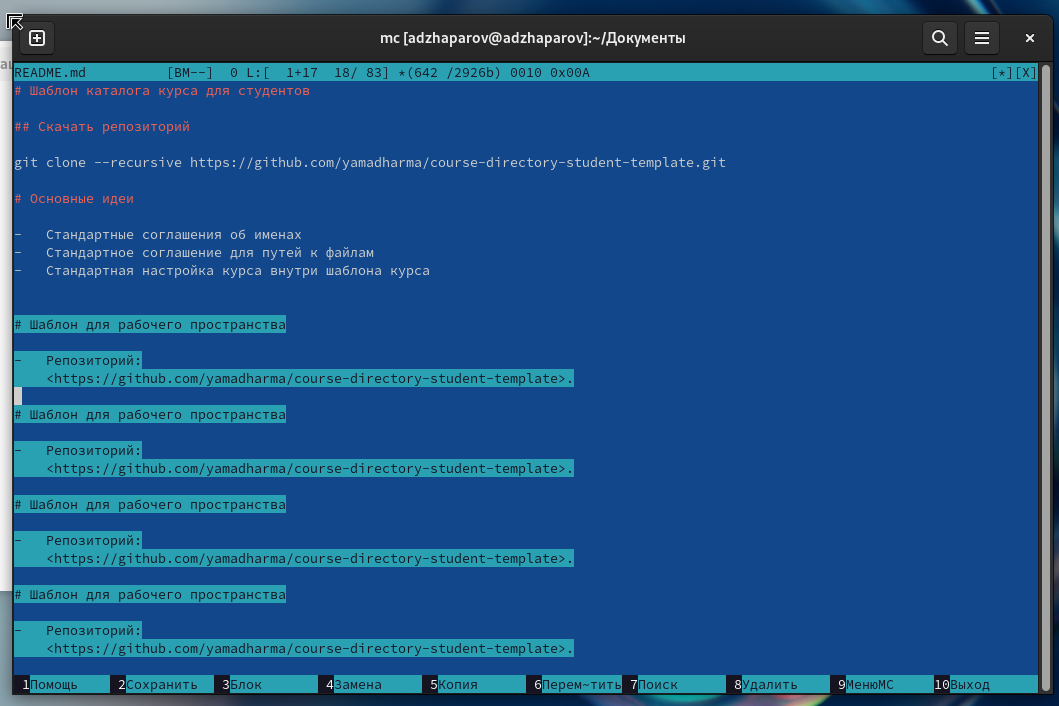 mc [adzhaparov@adzhaparov]:~/Документы
README.md [BM--] 0 L:[ 1+17 18/ 83] *(642 /2926b) 0010 0x00A [*][X]
# Шаблон каталога курса для студентов
## Скачать репозиторий
git clone --recursive https://github.com/yamadharma/course-directory-student-template.git
# Основные идеи
- Стандартные соглашения об именах
- Стандартное соглашение для путей к файлам
- Стандартная настройка курса внутри шаблона курса
# Шаблон для рабочего пространства
- Репозиторий:
<https://github.com/yamadharma/course-directory-student-template>.
# Шаблон для рабочего пространства
- Репозиторий:
<https://github.com/yamadharma/course-directory-student-template>.
# Шаблон для рабочего пространства
- Репозиторий:
<https://github.com/yamadharma/course-directory-student-template>.
# Шаблон для рабочего пространства
- Репозиторий:
<https://github.com/yamadharma/course-directory-student-template>.
1Помощь 2Сохранить 3Блок 4Замена 5Копия 6Перем~тить 7Поиск 8Удалить 9МенюМС 10Выход